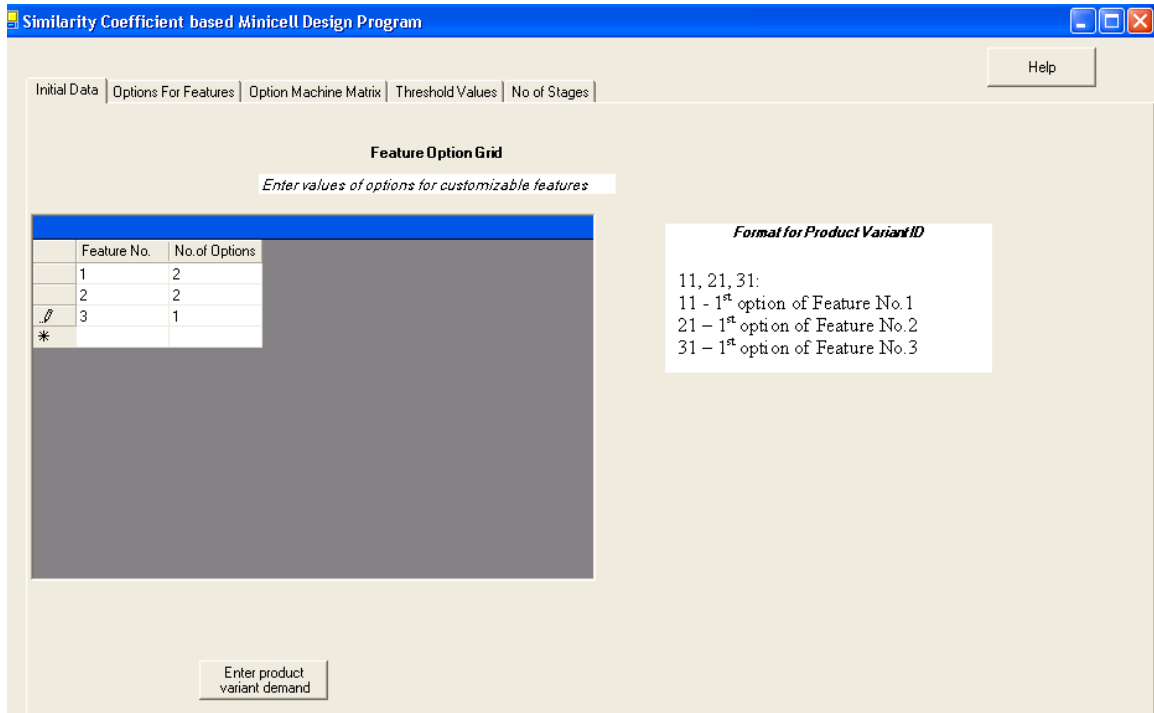 Similarity Coefficient based Minicell Design Program
Help
Initial Data Options For Features Option Machine Matrix Threshold Values No of Stages
Feature Option Grid
Enter values of options for customizable features
Feature No. No.of Options
1 2
2 2
3 1
Format for Product Variant ID
11, 21, 31:
11 - 1st option of Feature No.1
21 – 1st option of Feature No.2
31 – 1st option of Feature No.3
Enter product
variant demand